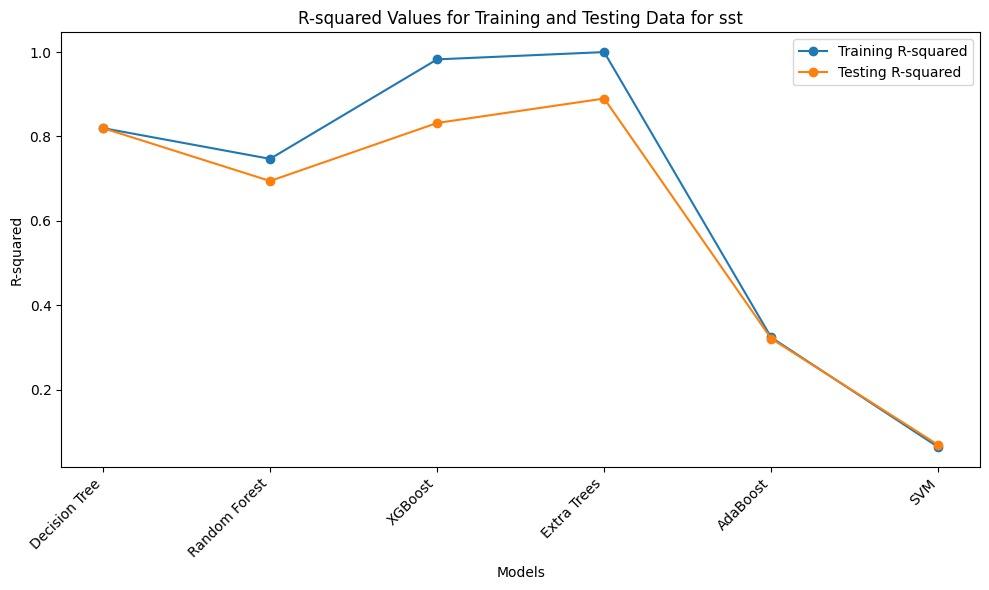 R-squared Values for Training and Testing Data for sst
Training R-squared
Testing R-squared
1.0
0.8
0.6
0.4
0.2
R-squared
Decision Tree
Random Forest
XGBoost
Extra Trees
AdaBoost
SVM
Models